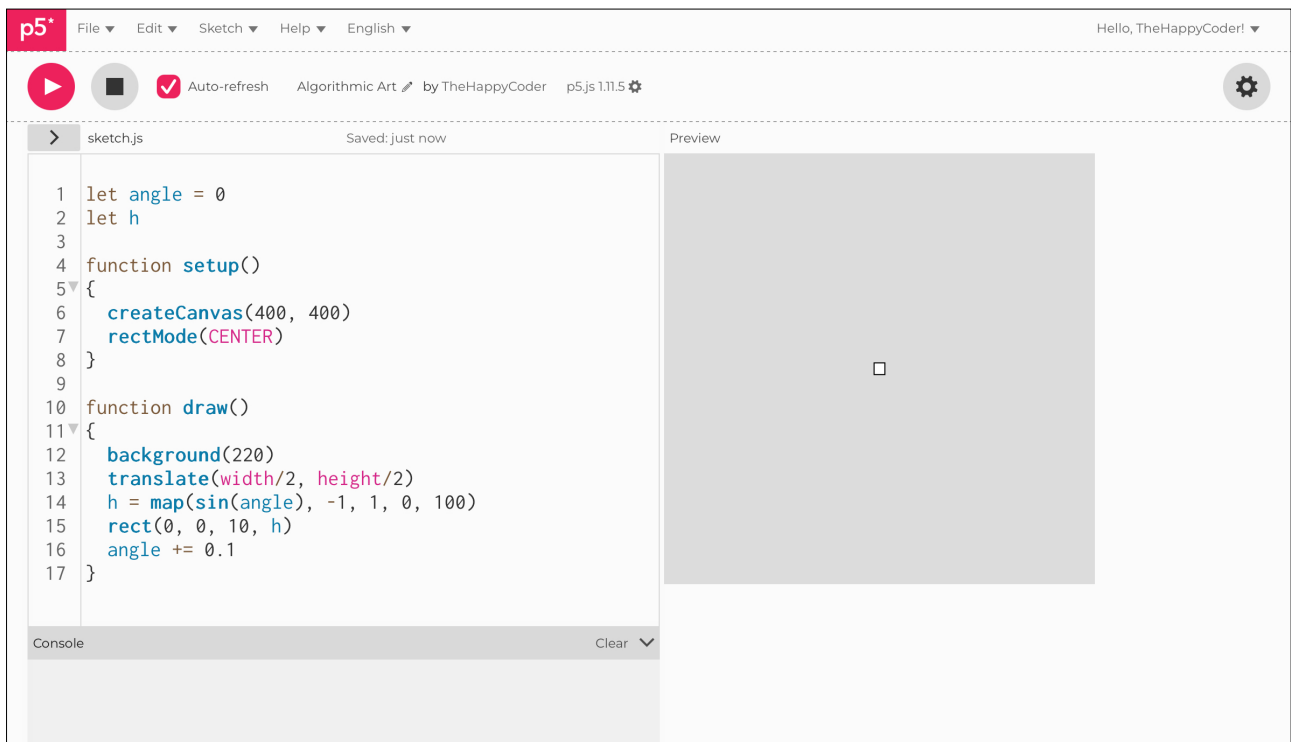 p5* File Edit Sketch Help English Hello, TheHappyCoder!
Auto-refresh Algorithmic Art by TheHappyCoder p5.js 1.11.5
sketch.js Saved: just now Preview
1 let angle = 0
2 let h
3
4 function setup()
5 {
6 createCanvas(400, 400)
7 rectMode(CENTER)
8 }
9
10 function draw()
11 {
12 background(220)
13 translate(width/2, height/2)
14 h = map(sin(angle), -1, 1, 0, 100)
15 rect(0, 0, 10, h)
16 angle += 0.1
17 }
Console Clear